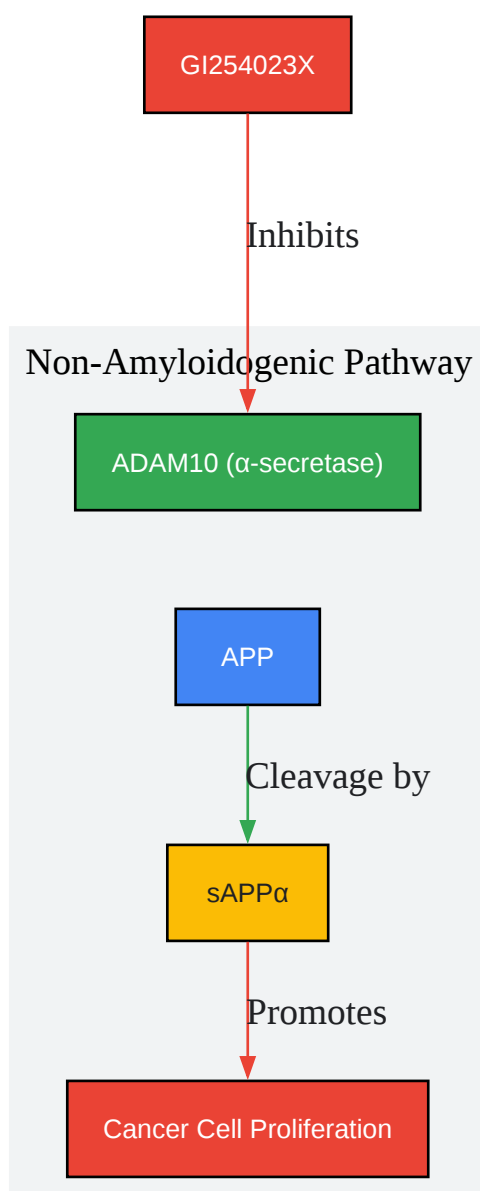 GI254023X
Inhibits
Non-Amyloidogenic Pathway
ADAM10 (α-secretase)
APP
Cleavage by
sAPPα
Promotes
Cancer Cell Proliferation